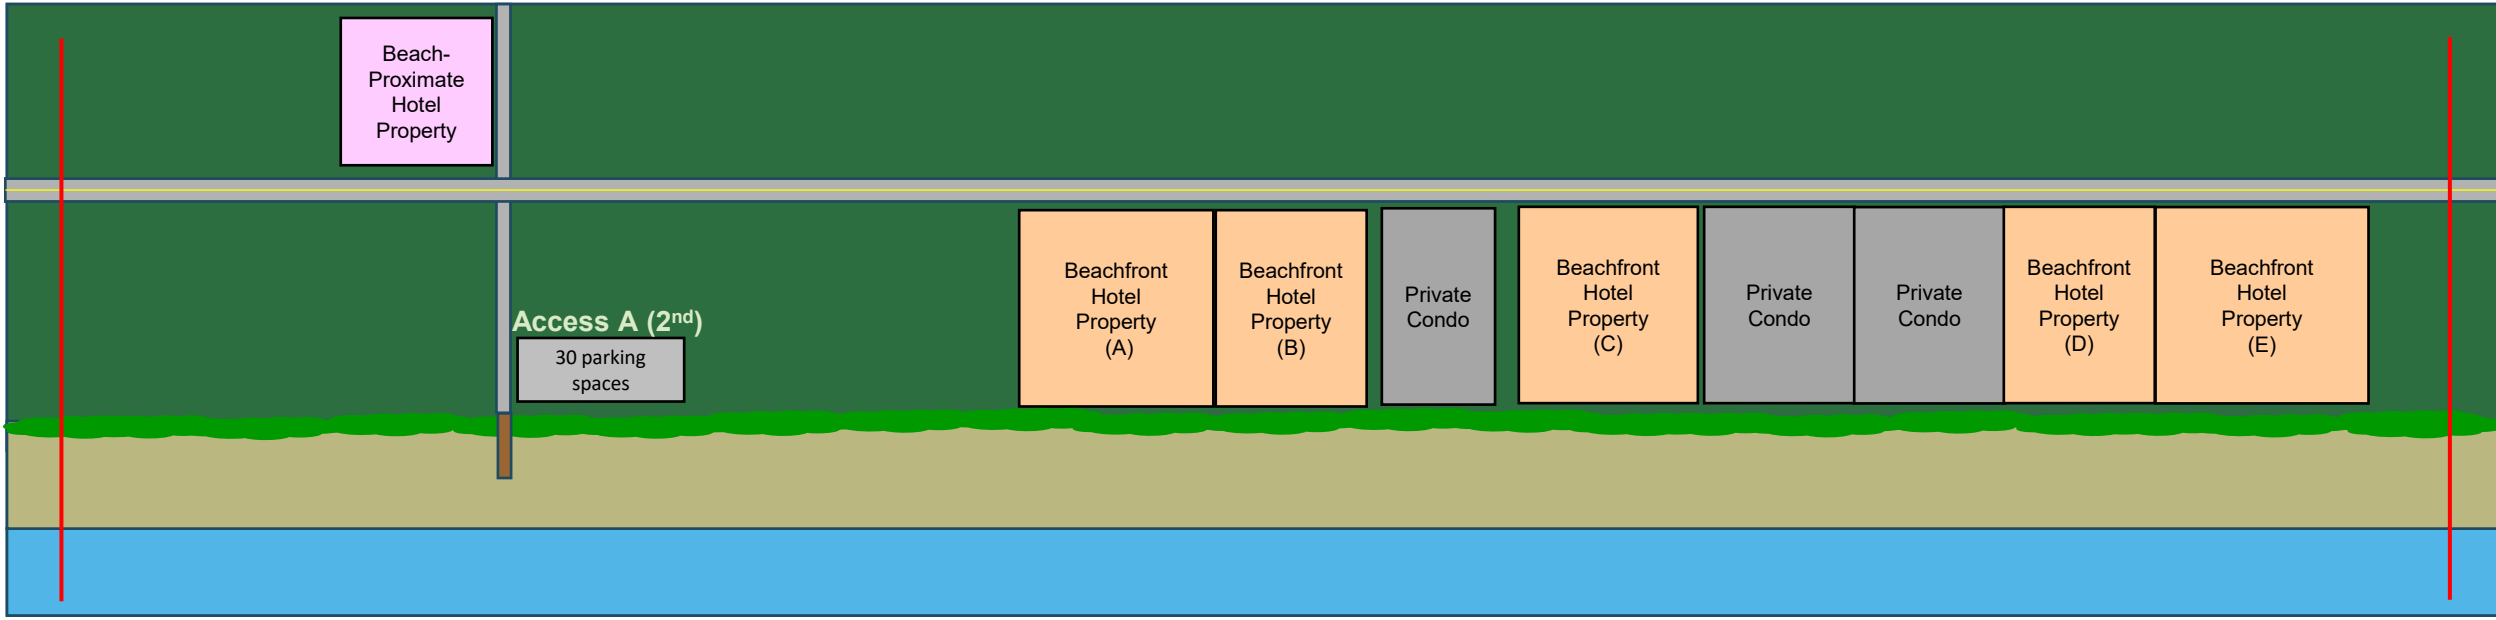 Beach-
Proximate
Hotel
Property
Access A (2nd)
30 parking
spaces
Beachfront
Hotel
Property
(A)
Beachfront
Hotel
Property
(B)
Private
Condo
Beachfront
Hotel
Property
(C)
Private
Condo
Private
Condo
Beachfront
Hotel
Property
(D)
Beachfront
Hotel
Property
(E)